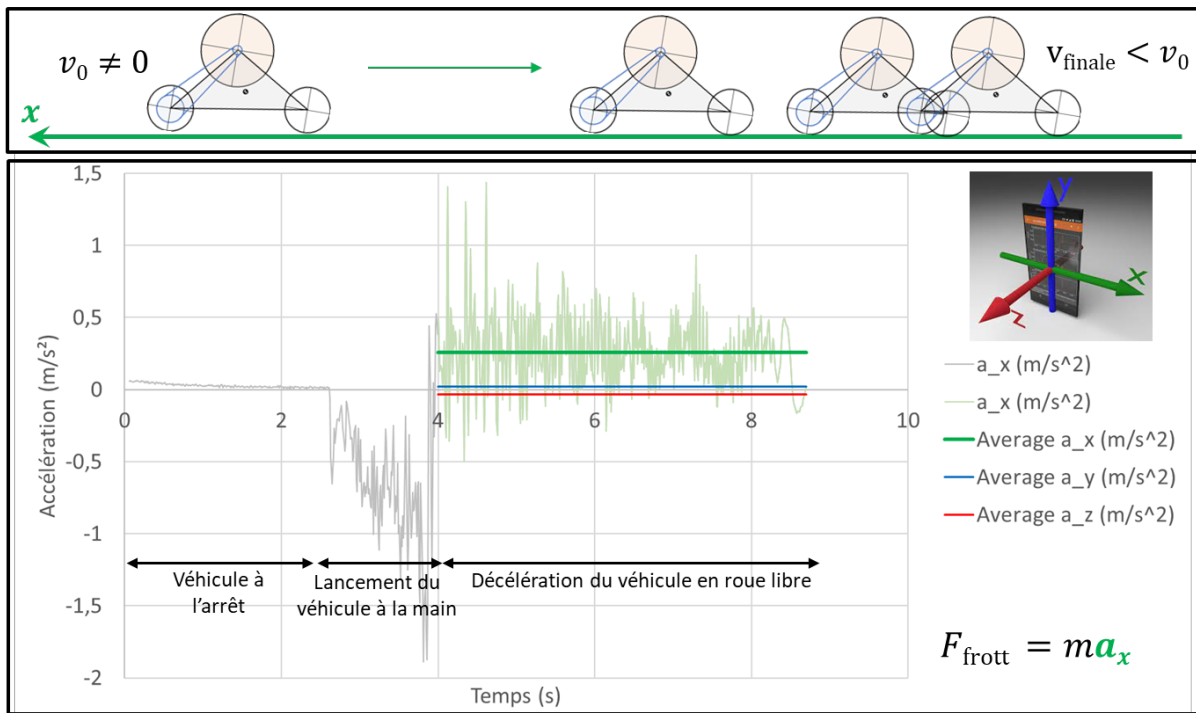 v₀ ≠ 0
v_finale < v₀
x
1,5
1
0,5
0
-0,5
-1
-1,5
-2
0
2
4
6
8
10
Accélération (m/s²)
Temps (s)
Véhicule à
l'arrêt
Lancement du
véhicule à la main
Décélération du véhicule en roue libre
y
x
z
a_x (m/s^2)
a_x (m/s^2)
Average a_x (m/s^2)
Average a_y (m/s^2)
Average a_z (m/s^2)
F_frott = ma_x